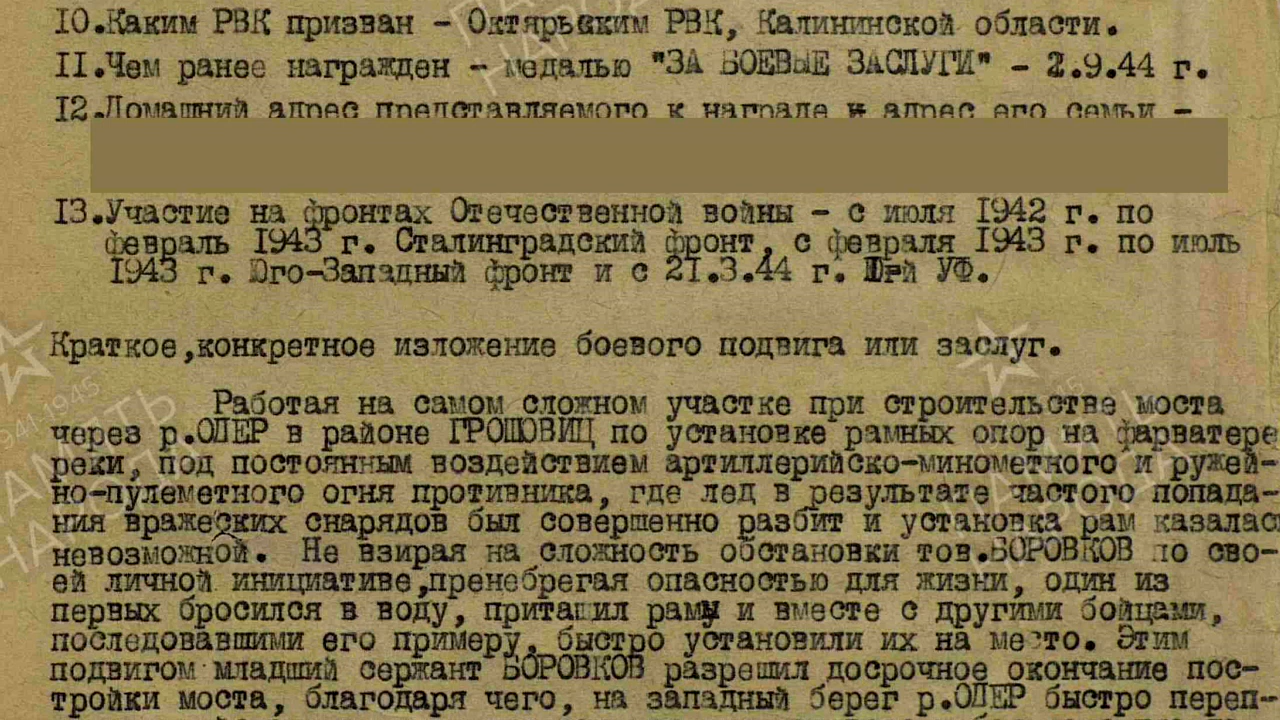 10.Каким РВК призван - Октярьским РВК, Калининской области.
11.Чем ранее награжден - медалью "ЗА БОЕВЫЕ ЗАСЛУГИ" - 2.9.44 г.
12.Домашний адрес представляемого к награде и адрес его семьи -
13.Участие на фронтах Отечественной войны - с июля 1942 г. по
февраль 1943 г. Сталинградский фронт, с февраля 1943 г. по июль
1943 г. Юго-Западный фронт и с 21.3.44 г. УФ.
Краткое,конкретное изложение боевого подвига или заслуг.
Работая на самом сложном участке при строительстве моста
через р.ОДЕР в районе ГРОШОВИЦ по установке рамных опор на фарватере
реки, под постоянным воздействием артиллерийско-минометного и ружей-
но-пулеметного огня противника, где лед в результате частого попада-
ния вражеских снарядов был совершенно разбит и установка рам казалас
невозможной. Не взирая на сложность обстановки тов.БОРОВКОВ по сво-
ей личной инициативе,пренебрегая опасностью для жизни, один из
первых бросился в воду, притащил раму и вместе с другими бойцами,
последовавшими его примеру, быстро установили их на место. Этим
подвигом младший сержант БОРОВКОВ разрешил досрочное окончание пос-
тройки моста, благодаря чего, на западный берег р.ОДЕР быстро переп-
1941-1945
ПАМЯТЬ
НАРОДА